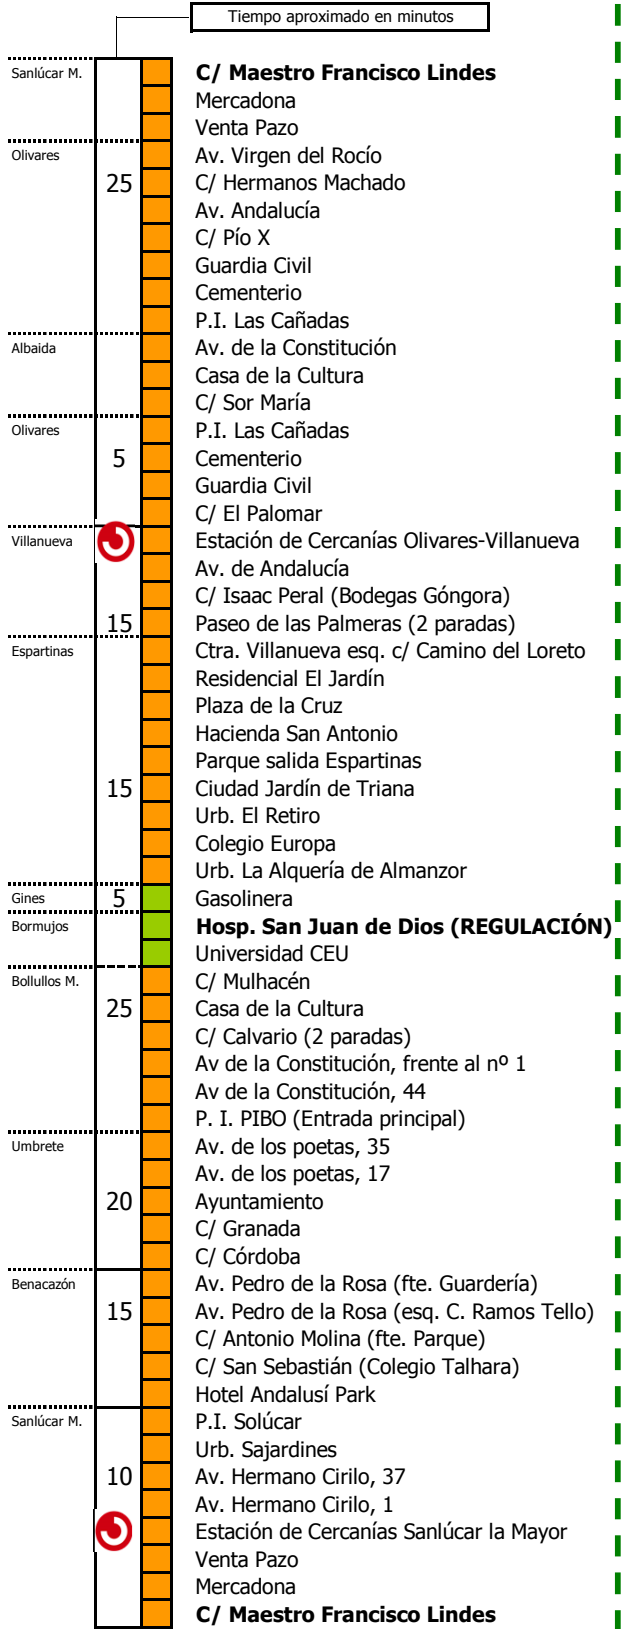 Tiempo aproximado en minutos
Sanlúcar M. C/ Maestro Francisco Lindes
Mercadona
Venta Pazo
Olivares Av. Virgen del Rocío
25 C/ Hermanos Machado
Av. Andalucía
C/ Pío X
Guardia Civil
Cementerio
P.I. Las Cañadas
Albaida Av. de la Constitución
Casa de la Cultura
C/ Sor María
Olivares P.I. Las Cañadas
5 Cementerio
Guardia Civil
C/ El Palomar
Villanueva Estación de Cercanías Olivares-Villanueva
Av. de Andalucía
C/ Isaac Peral (Bodegas Góngora)
15 Paseo de las Palmeras (2 paradas)
Espartinas Ctra. Villanueva esq. c/ Camino del Loreto
Residencial El Jardín
Plaza de la Cruz
Hacienda San Antonio
Parque salida Espartinas
15 Ciudad Jardín de Triana
Urb. El Retiro
Colegio Europa
Urb. La Alquería de Almanzor
Gines 5 Gasolinera
Bormujos Hosp. San Juan de Dios (REGULACIÓN)
Universidad CEU
Bollullos M. C/ Mulhacén
25 Casa de la Cultura
C/ Calvario (2 paradas)
Av de la Constitución, frente al nº 1
Av de la Constitución, 44
P. I. PIBO (Entrada principal)
Umbrete Av. de los poetas, 35
Av. de los poetas, 17
20 Ayuntamiento
C/ Granada
C/ Córdoba
Benacazón Av. Pedro de la Rosa (fte. Guardería)
15 Av. Pedro de la Rosa (esq. C. Ramos Tello)
C/ Antonio Molina (fte. Parque)
C/ San Sebastián (Colegio Talhara)
Hotel Andalusí Park
Sanlúcar M. P.I. Solúcar
Urb. Sajardines
10 Av. Hermano Cirilo, 37
Av. Hermano Cirilo, 1
Estación de Cercanías Sanlúcar la Mayor
Venta Pazo
Mercadona
C/ Maestro Francisco Lindes